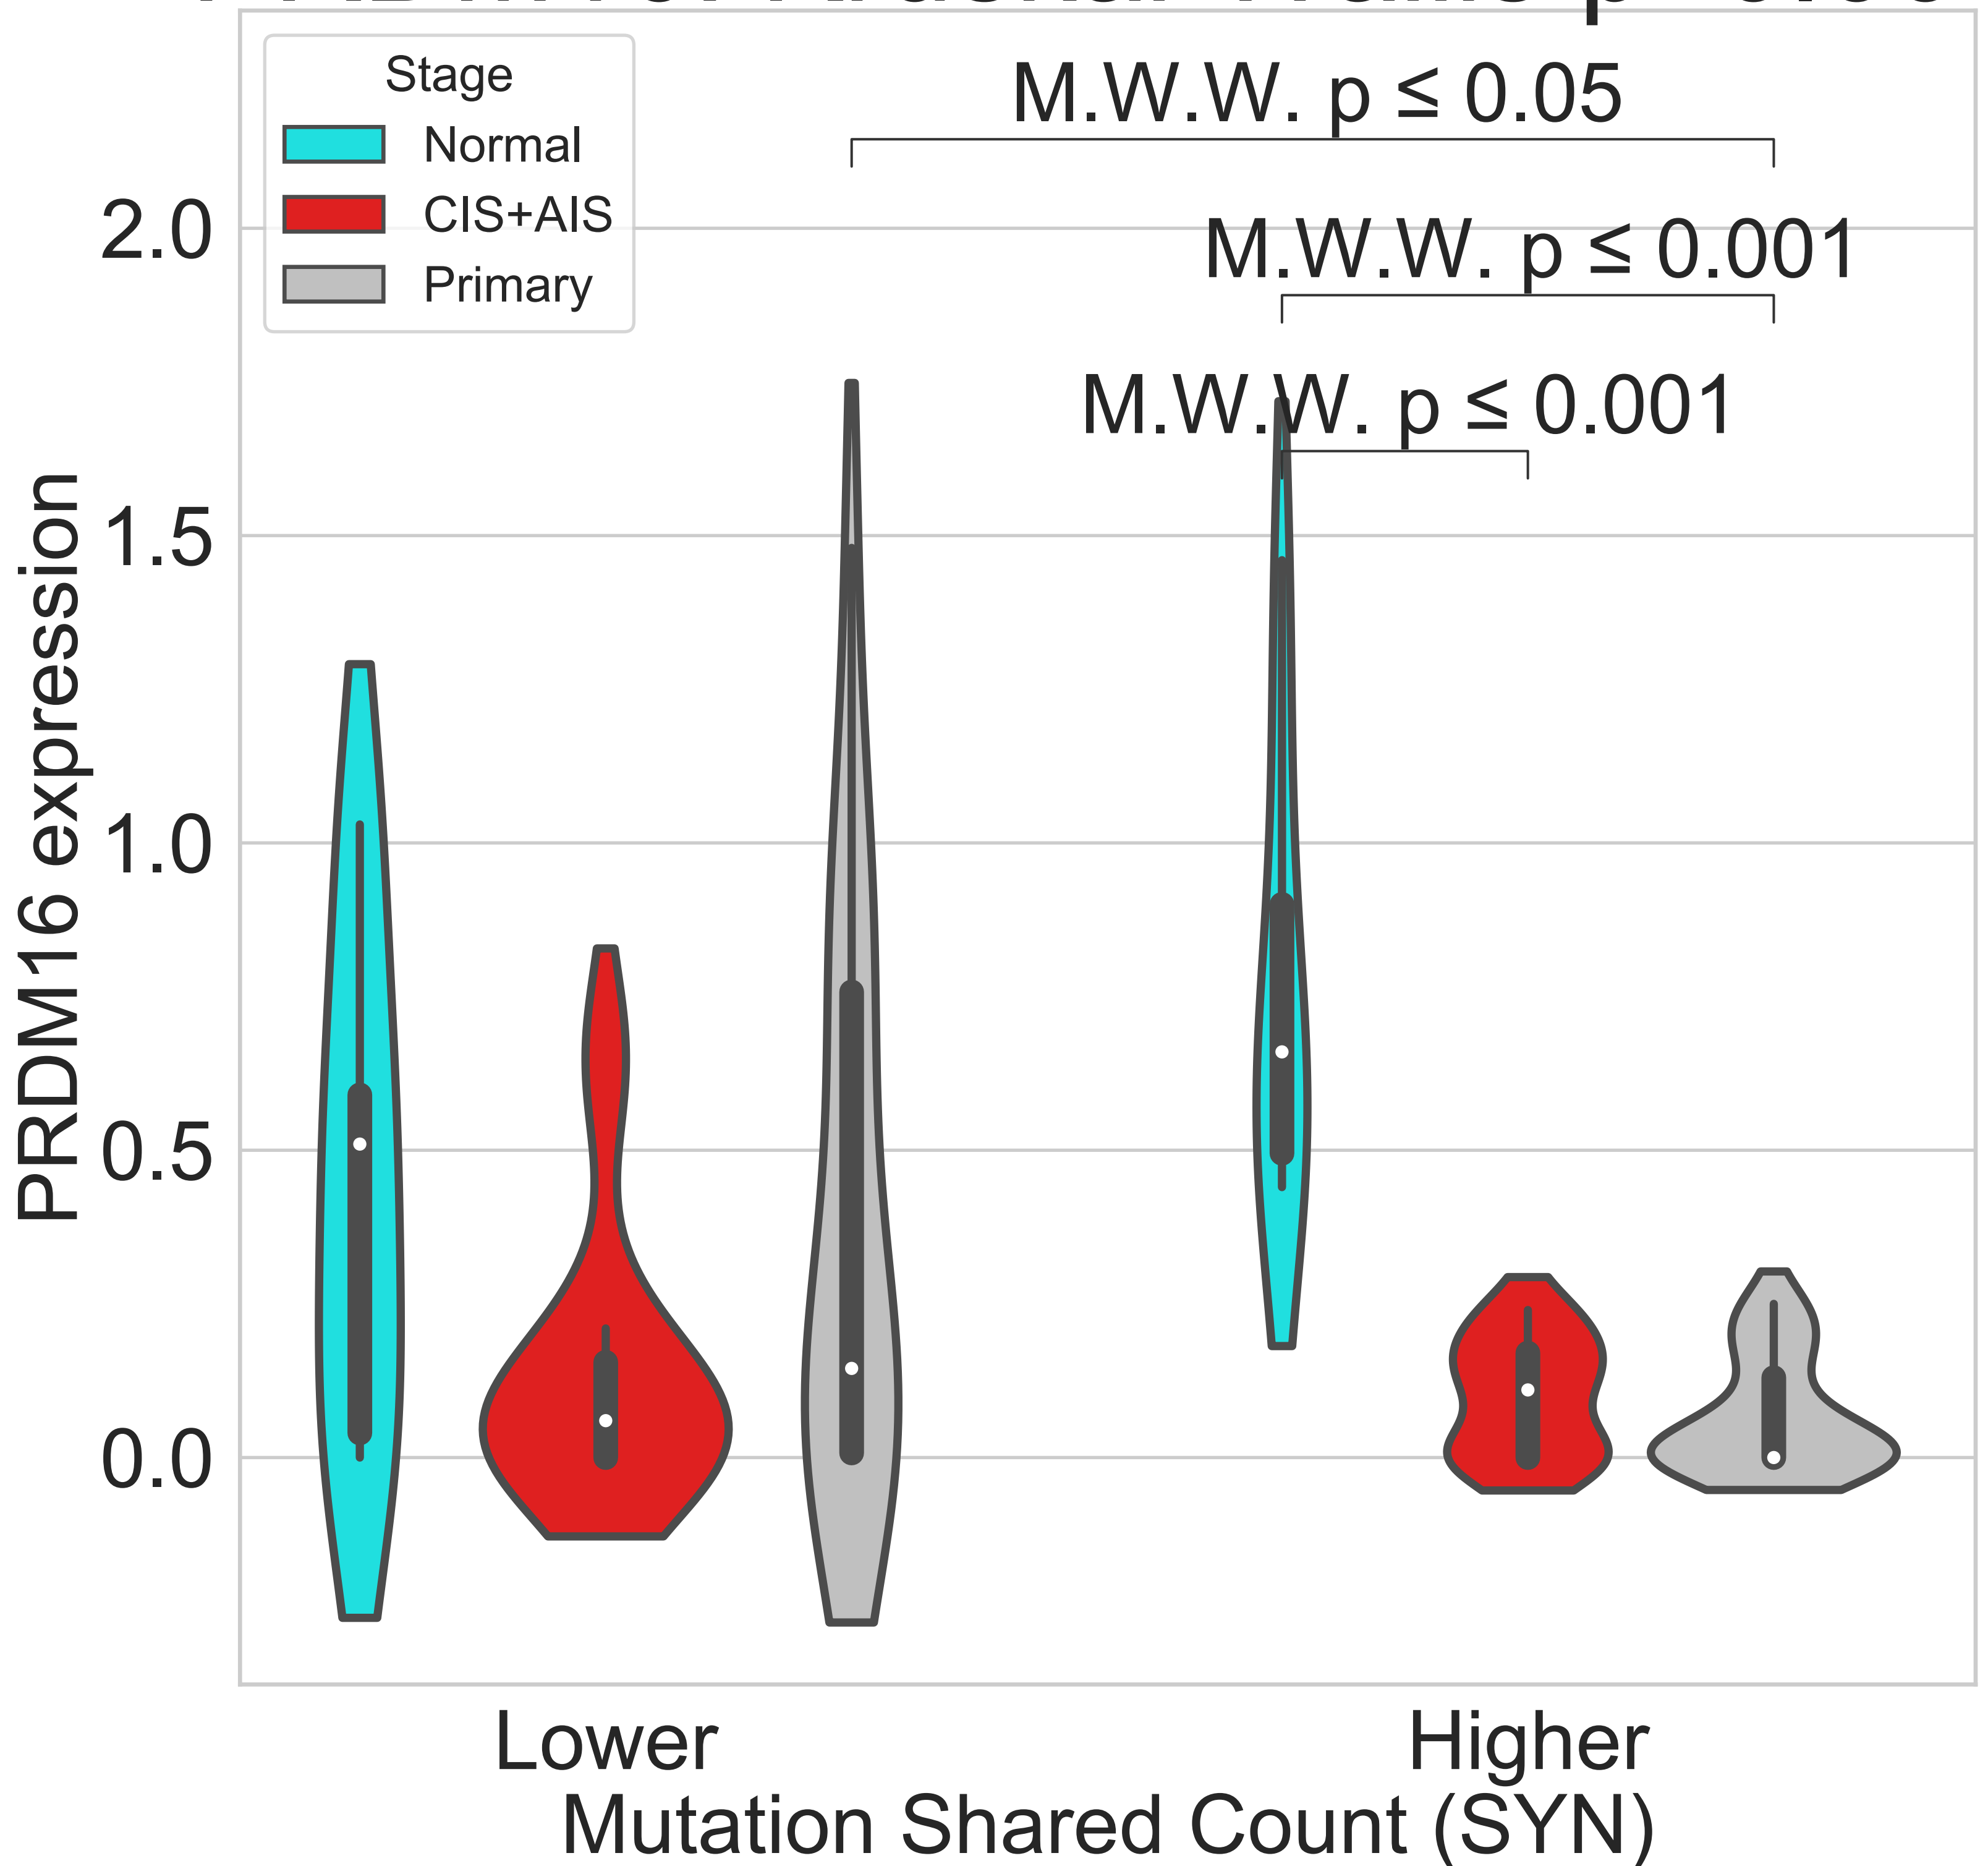 Stage
Normal
CIS+AIS
Primary
M.W.W. p ≤ 0.05
M.W.W. p ≤ 0.001
M.W.W. p ≤ 0.001
2.0
1.5
1.0
0.5
0.0
PRDM16 expression
Lower
Higher
Mutation Shared Count (SYN)